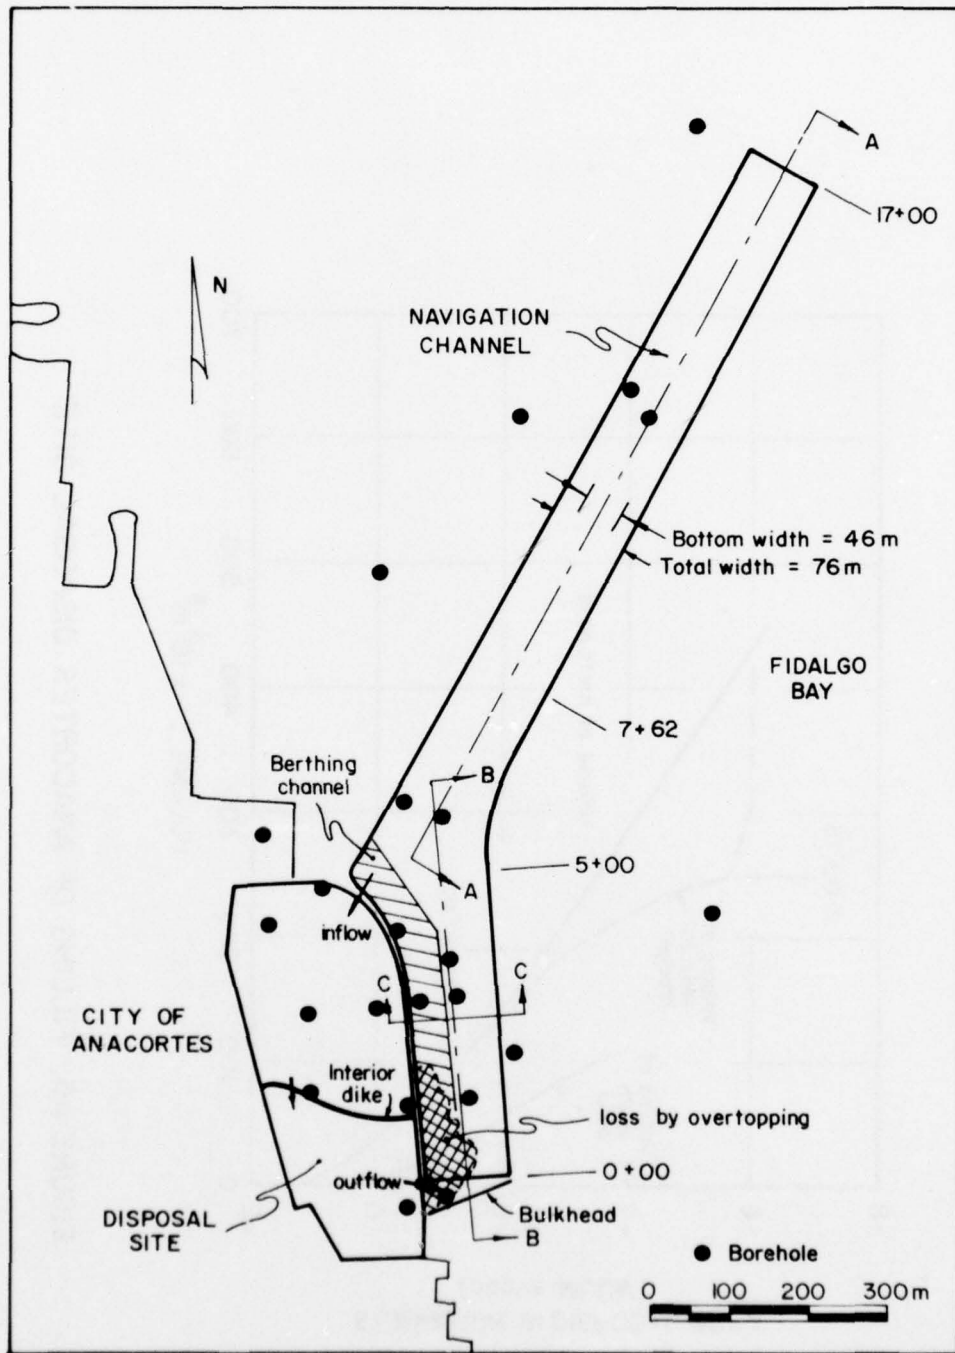 A
17+00
N
NAVIGATION
CHANNEL
Bottom width = 46 m
Total width = 76 m
FIDALGO
BAY
7+62
Berthing
channel
B
5+00
A
inflow
C
C
CITY OF
ANACORTES
Interior
dike
loss by overtopping
outflow
0+00
DISPOSAL
SITE
Bulkhead
B
Borehole
0 100 200 300 m